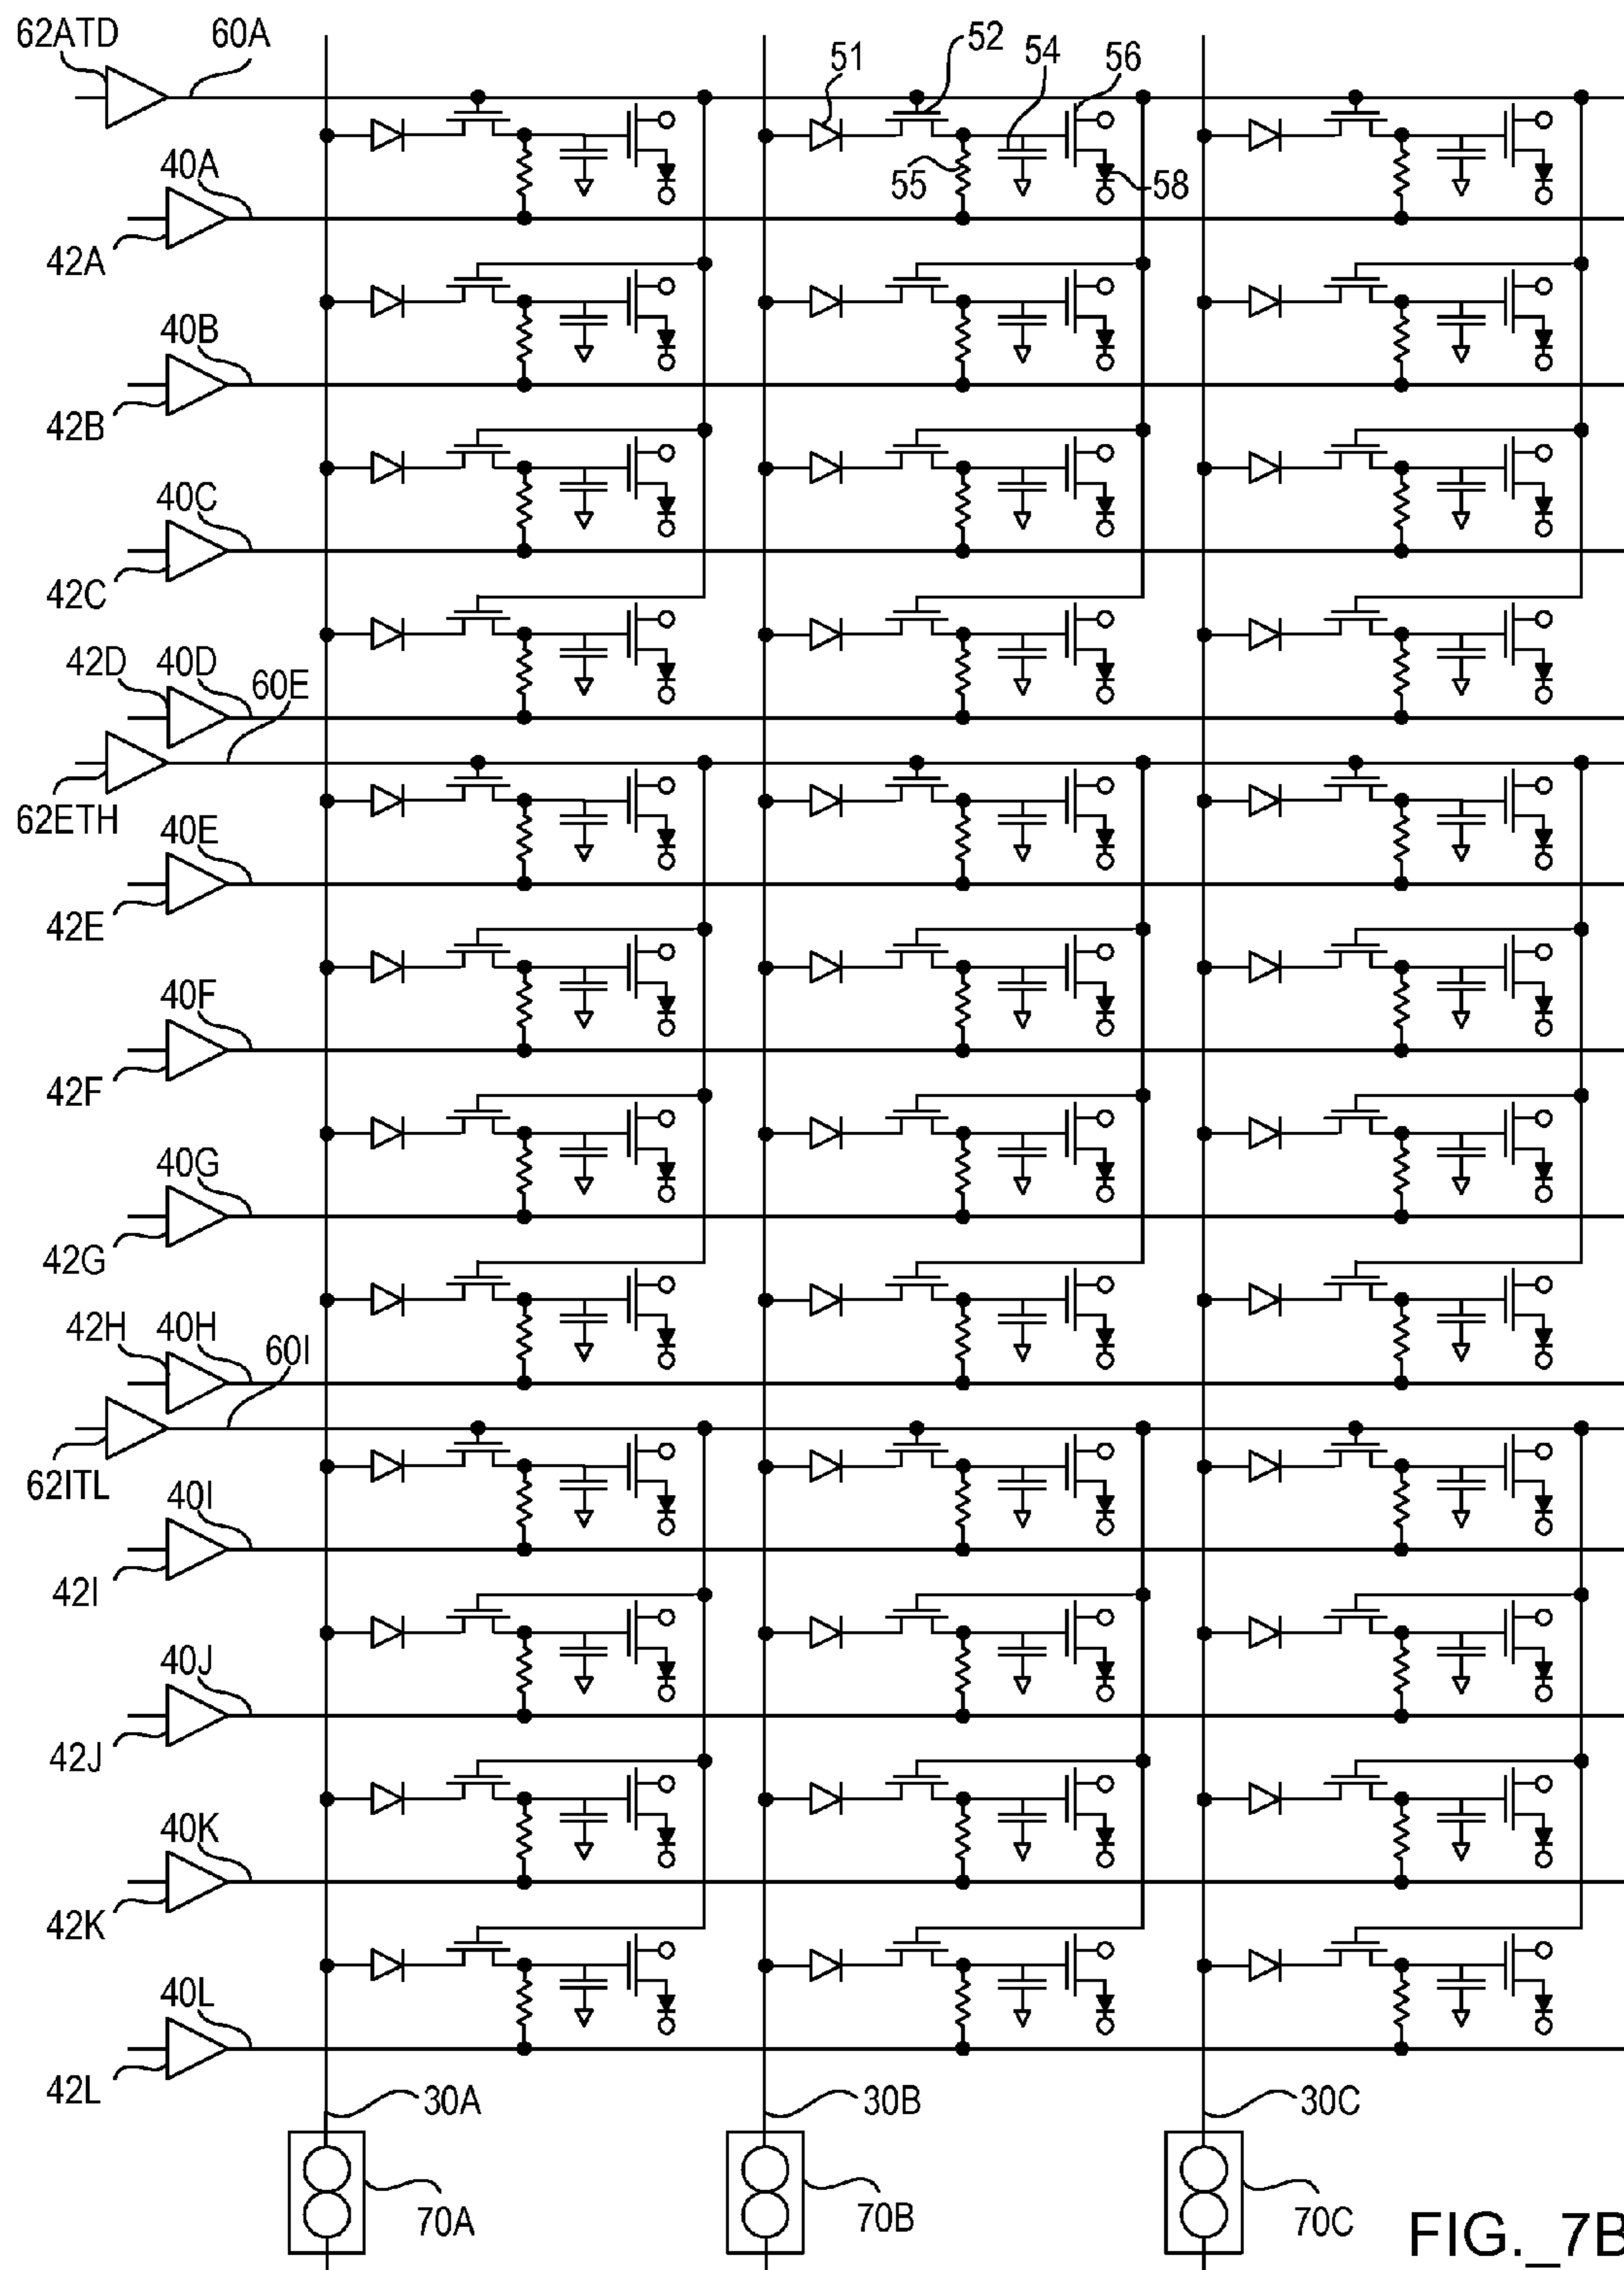 62ATD 60A 51 52 54 56
40A 55 58
42A
40B
42B
40C
42C
42D 40D 60E
62ETH 40E
42E
40F
42F
40G
42G
42H 40H 60I
62ITL 40I
42I
40J
42J
40K
42K
40L
42L
30A 30B 30C
70A 70B 70C
FIG._7B